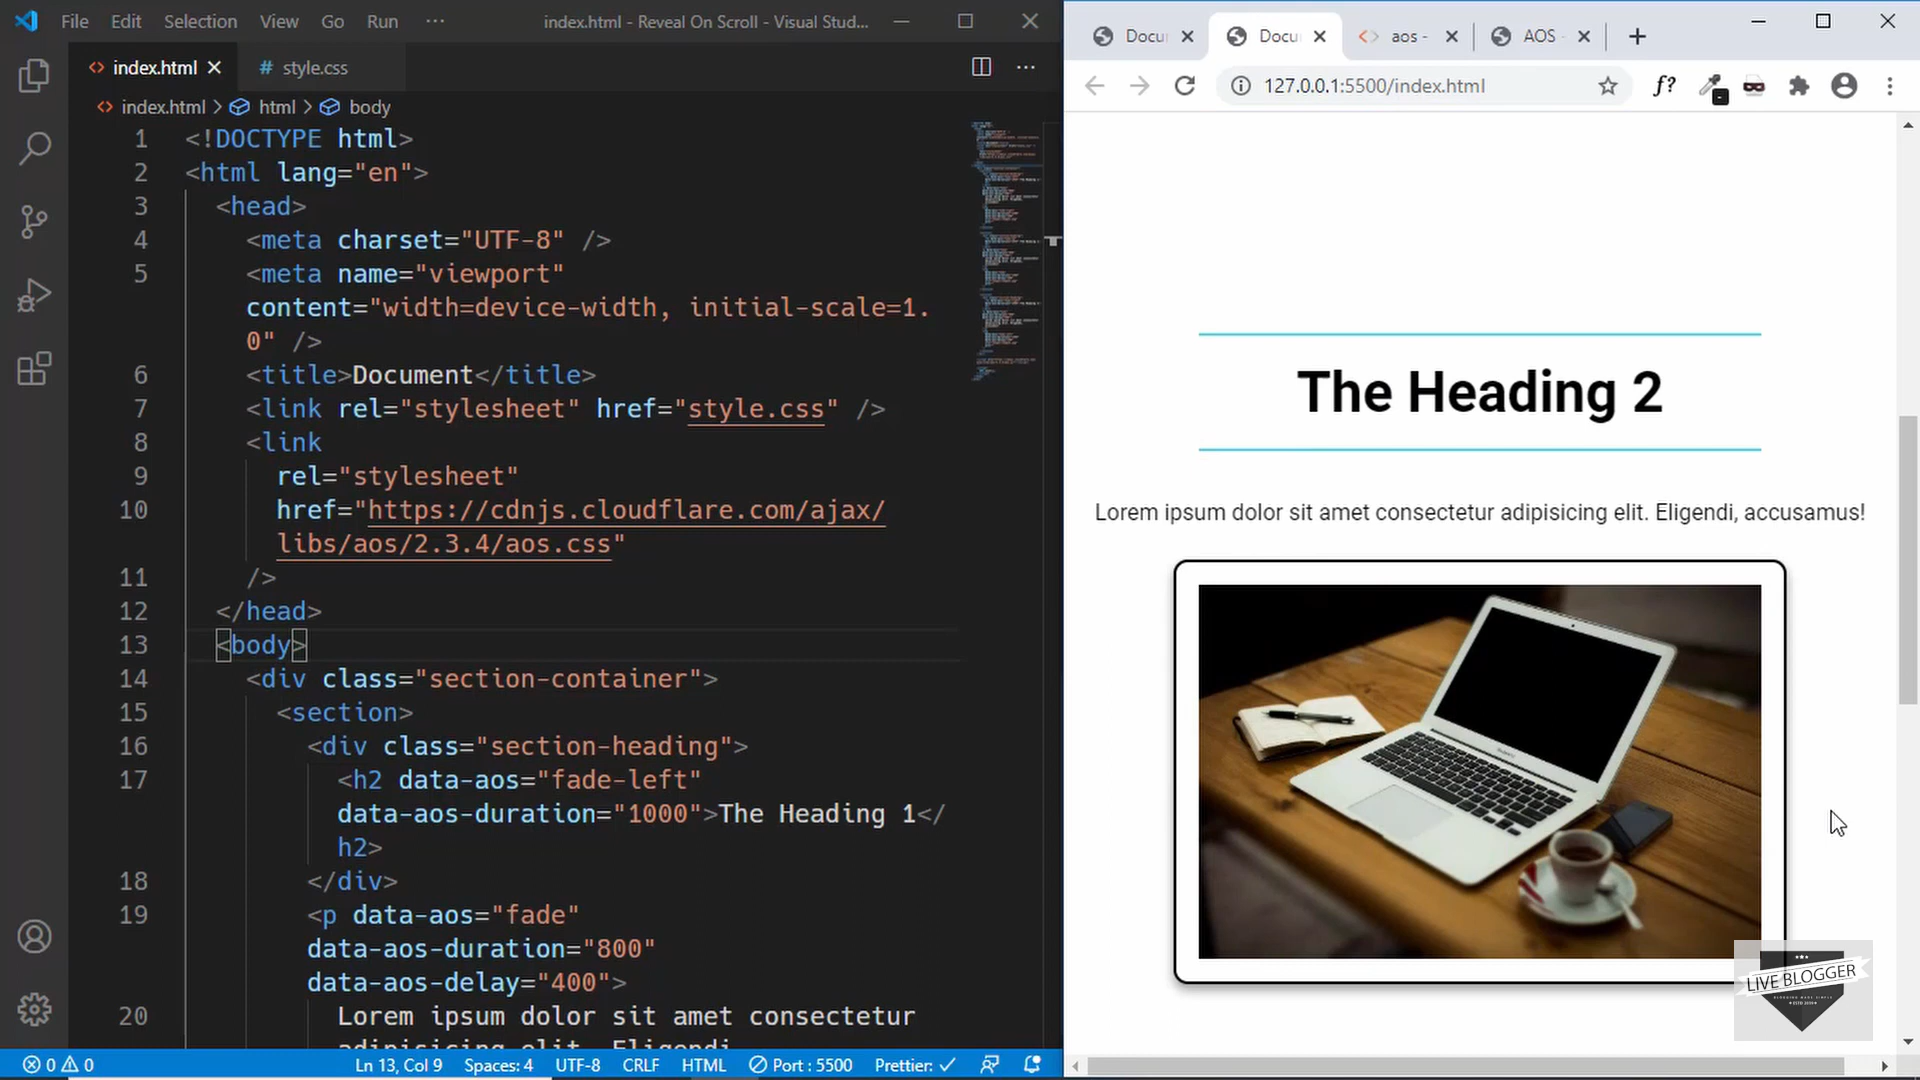 File Edit Selection View Go Run ··· index.html - Reveal On Scroll - Visual Stud...
index.html # style.css
index.html > html > body
1 <!DOCTYPE html>
2 <html lang="en">
3 <head>
4 <meta charset="UTF-8" />
5 <meta name="viewport"
content="width=device-width, initial-scale=1.
0" />
6 <title>Document</title>
7 <link rel="stylesheet" href="style.css" />
8 <link
9 rel="stylesheet"
10 href="https://cdnjs.cloudflare.com/ajax/
libs/aos/2.3.4/aos.css"
11 />
12 </head>
13 <body>
14 <div class="section-container">
15 <section>
16 <div class="section-heading">
17 <h2 data-aos="fade-left"
data-aos-duration="1000">The Heading 1</
h2>
18 </div>
19 <p data-aos="fade"
data-aos-duration="800"
data-aos-delay="400">
20 Lorem ipsum dolor sit amet consectetur
adipisicing elit. Eligendi
0 0 Ln 13, Col 9 Spaces: 4 UTF-8 CRLF HTML Port : 5500 Prettier: ✓
Docu Docu aos - AOS
127.0.0.1:5500/index.html f?
The Heading 2
Lorem ipsum dolor sit amet consectetur adipisicing elit. Eligendi, accusamus!
LIVE BLOGGER